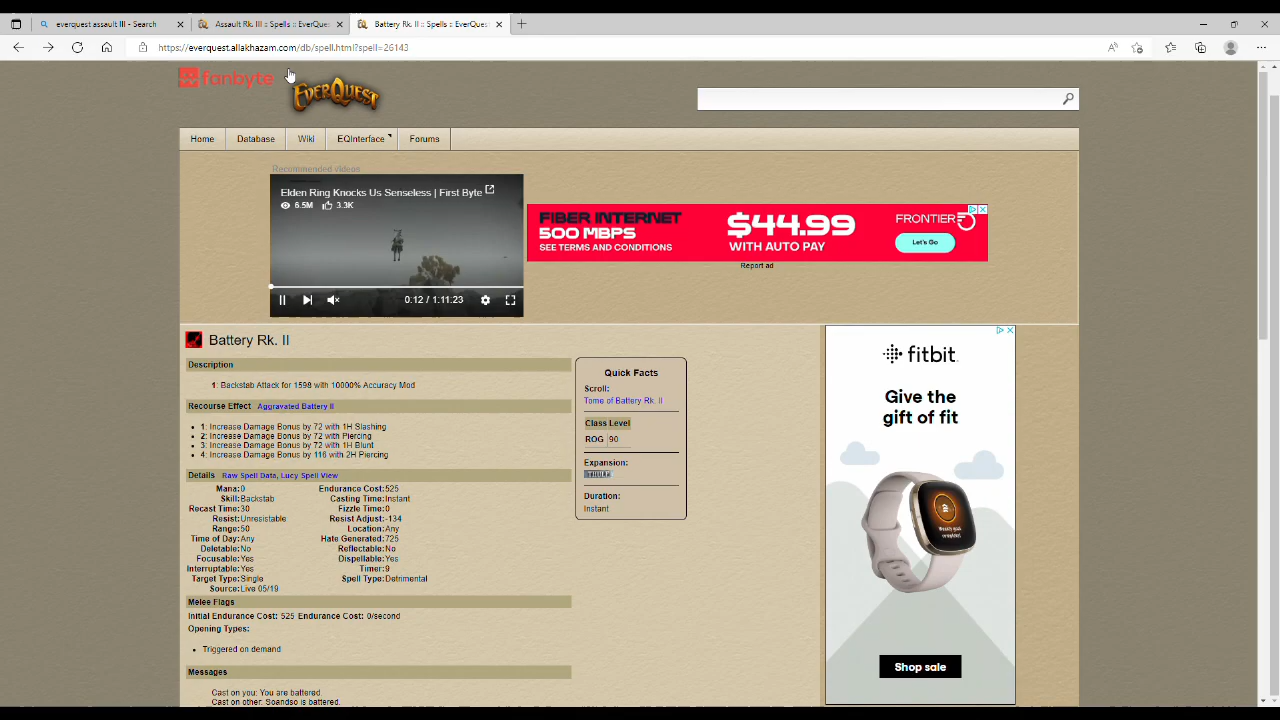 everquest assault III - Search
Assault Rk. III :: Spells :: EverQue
Battery Rk. II :: Spells :: EverQues
https://everquest.allakhazam.com/db/spell.html?spell=26143
fanbyte
EVERQUEST
Home
Database
Wiki
EQInterface
Forums
Recommended Videos
Elden Ring Knocks Us Senseless | First Byte
6.5M 3.3K
0:12 / 1:11:23
FIBER INTERNET
500 MBPS
SEE TERMS AND CONDITIONS
$44.99
WITH AUTO PAY
FRONTIER
Let's Go
Report ad
Battery Rk. II
Description
1: Backstab Attack for 1598 with 10000% Accuracy Mod
Recourse Effect Aggravated Battery II
1: Increase Damage Bonus by 72 with 1H Slashing
2: Increase Damage Bonus by 72 with Piercing
3: Increase Damage Bonus by 72 with 1H Blunt
4: Increase Damage Bonus by 116 with 2H Piercing
Details Raw Spell Data, Lucy Spell View
Mana: 0 Endurance Cost: 525
Skill: Backstab Casting Time: Instant
Recast Time: 30 Fizzle Time: 0
Resist: Unresistable Resist Adjust: -134
Range: 50 Location: Any
Time of Day: Any Hate Generated: 725
Deletable: No Reflectable: No
Focusable: Yes Dispellable: Yes
Interruptable: Yes Timer: 9
Target Type: Single Spell Type: Detrimental
Source: Live 05/19
Melee Flags
Initial Endurance Cost: 525 Endurance Cost: 0/second
Opening Types:
Triggered on demand
Messages
Cast on you: You are battered.
Cast on other: Soandso is battered.
Quick Facts
Scroll:
Tome of Battery Rk. II
Class Level
ROG 90
Expansion:
Duration:
Instant
fitbit
Give the
gift of fit
Shop sale